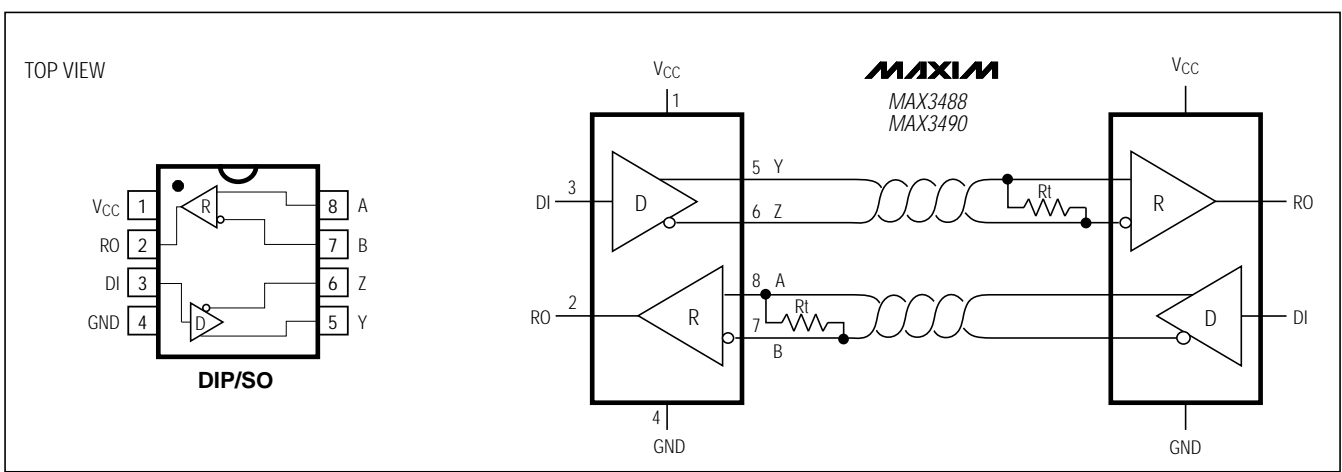 TOP VIEW
VCC 1
RO 2
DI 3
GND 4
8 A
7 B
6 Z
5 Y
R
D
DIP/SO
MAXIM
MAX3488
MAX3490
VCC
1
DI 3
D
5 Y
6 Z
Rt
R
RO
VCC
RO 2
R
8 A
Rt
7
B
D
DI
4
GND
GND